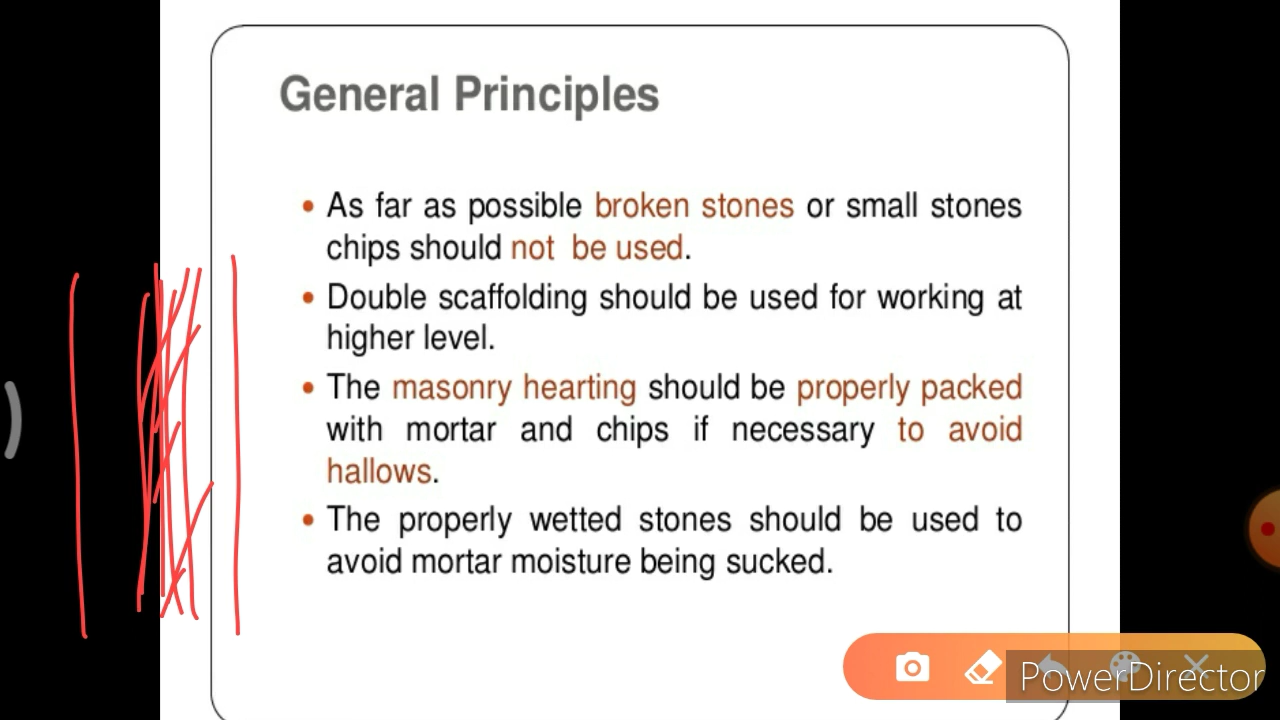 General Principles
• As far as possible broken stones or small stones
chips should not be used.
• Double scaffolding should be used for working at
higher level.
• The masonry hearting should be properly packed
with mortar and chips if necessary to avoid
hallows.
• The properly wetted stones should be used to
avoid mortar moisture being sucked.
PowerDirector